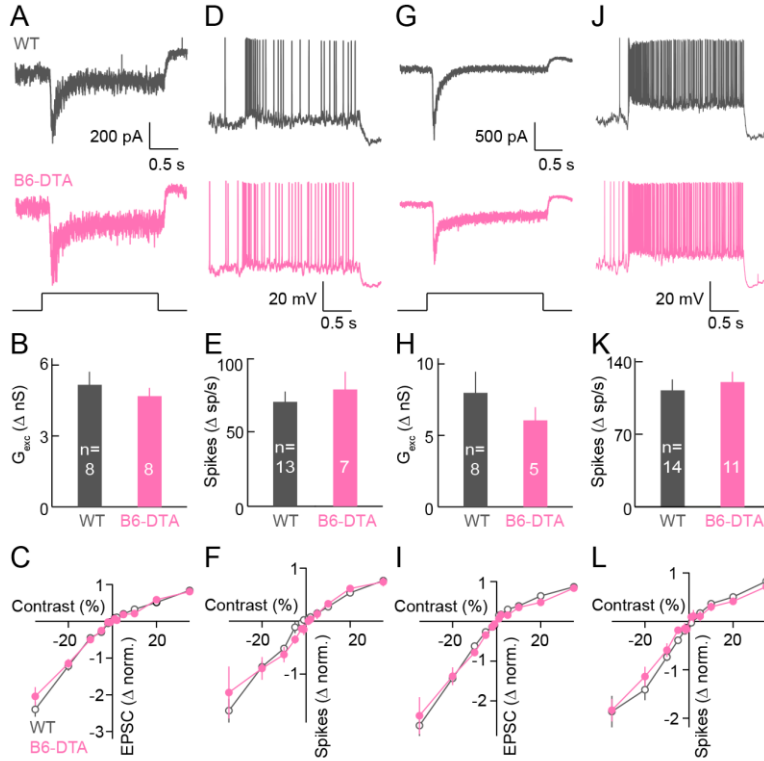 A D G J
WT
200 pA
0.5 s
500 pA
0.5 s
B6-DTA
20 mV
0.5 s
20 mV
0.5 s
B E H K
6
3
0
Gexc (Δ nS)
n=
8
8
WT B6-DTA
100
50
0
Spikes (Δ sp/s)
n=
13
7
WT B6-DTA
10
5
0
Gexc (Δ nS)
n=
8
5
WT B6-DTA
140
70
0
Spikes (Δ sp/s)
n=
14
11
WT B6-DTA
C F I L
1
Contrast (%)
-20
20
-1
-2
-3
EPSC (Δ norm.)
WT
B6-DTA
1
Contrast (%)
-20
20
-1
Spikes (Δ norm.)
1
Contrast (%)
-20
20
-1
-2
EPSC (Δ norm.)
1
Contrast (%)
-20
20
-1
-2
Spikes (Δ norm.)